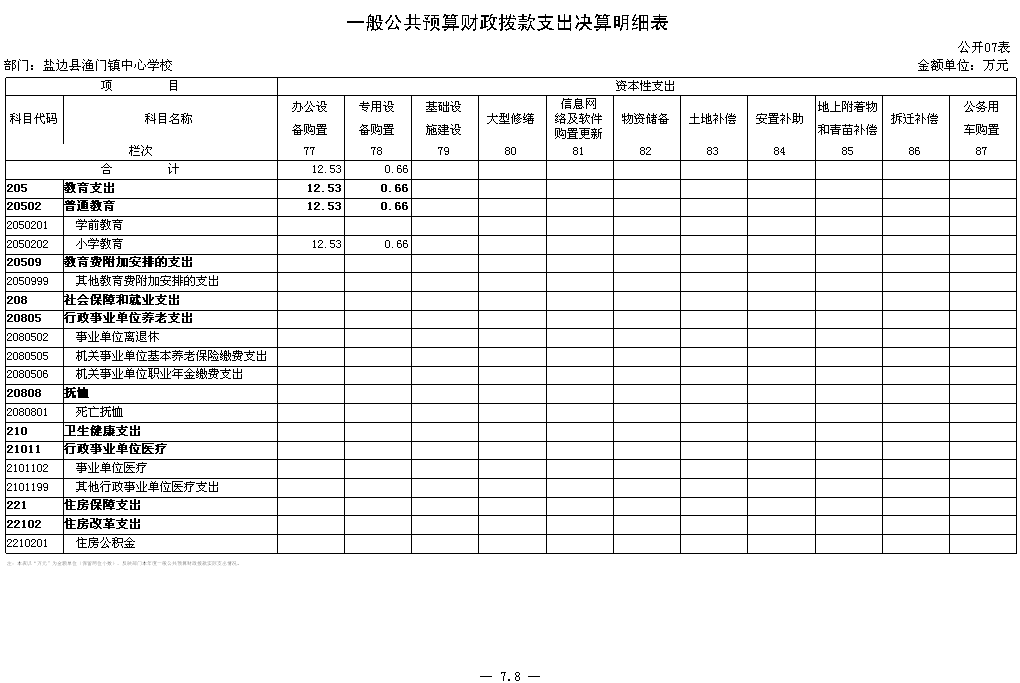 一般公共预算财政拨款支出决算明细表
公开07表
部门：盐边县渔门镇中心学校 金额单位：万元
项 目 资本性支出
科目代码 科目名称 办公设备购置 专用设备购置 基础设施建设 大型修缮 信息网络及软件购置更新 物资储备 土地补偿 安置补助 地上附着物和青苗补偿 拆迁补偿 公务用车购置
栏次 77 78 79 80 81 82 83 84 85 86 87
合 计 12.53 0.66
205 教育支出 12.53 0.66
20502 普通教育 12.53 0.66
2050201 学前教育
2050202 小学教育 12.53 0.66
20509 教育费附加安排的支出
2050999 其他教育费附加安排的支出
208 社会保障和就业支出
20805 行政事业单位养老支出
2080502 事业单位离退休
2080505 机关事业单位基本养老保险缴费支出
2080506 机关事业单位职业年金缴费支出
20808 抚恤
2080801 死亡抚恤
210 卫生健康支出
21011 行政事业单位医疗
2101102 事业单位医疗
2101199 其他行政事业单位医疗支出
221 住房保障支出
22102 住房改革支出
2210201 住房公积金
— 7.8 —